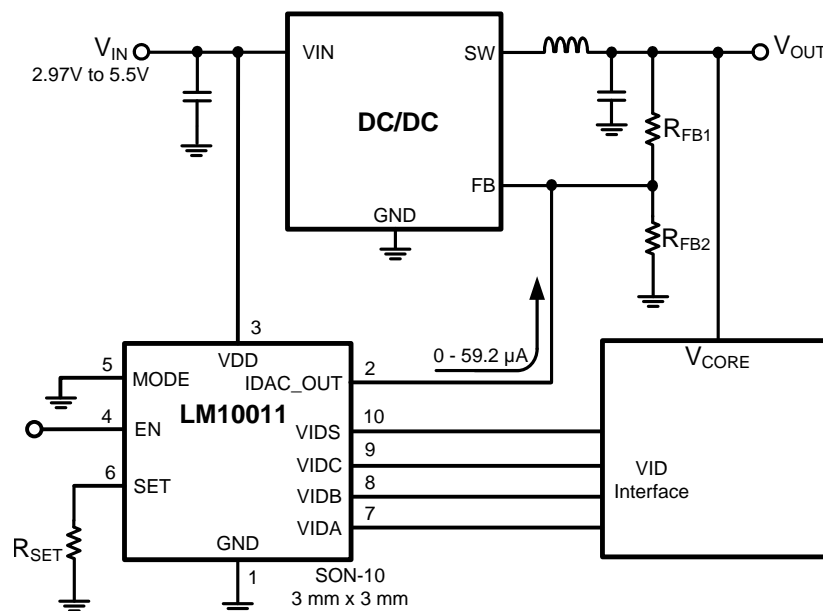 VIN
2.97V to 5.5V
VIN
SW
VOUT
DC/DC
RFB1
FB
GND
RFB2
3
0 - 59.2 µA
5
VDD
2
VCORE
MODE
IDAC_OUT
4
LM10011
10
EN
VIDS
9
6
VIDC
VID
SET
8
Interface
VIDB
7
VIDA
RSET
GND
1
SON-10
3 mm x 3 mm